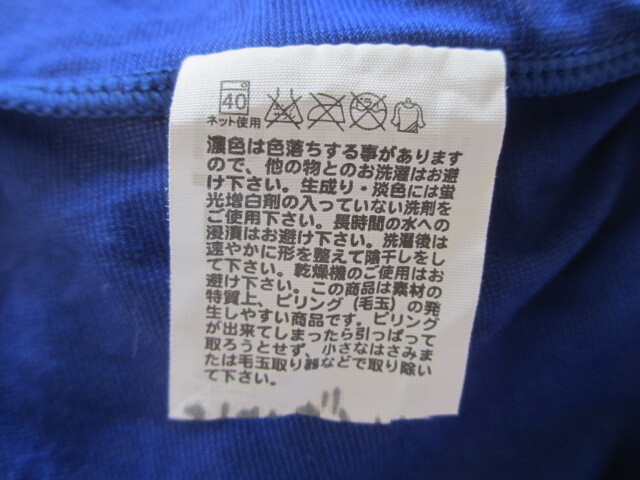 40
ネット使用
ドライ
濃色は色落ちする事があります
ので、他の物とのお洗濯はお避
け下さい。生成り・淡色には蛍
光増白剤の入っていない洗剤を
ご使用下さい。長時間の水への
浸漬はお避け下さい。洗濯後は
速やかに形を整えて陰干しをし
て下さい。乾燥機のご使用はお
避け下さい。この商品は素材の
特質上、ピリング(毛玉)の発
生しやすい商品です。ピリング
が出来てしまったら引っぱって
取ろうとせず、小さなはさみま
たは毛玉取り器などで取り除い
て下さい。